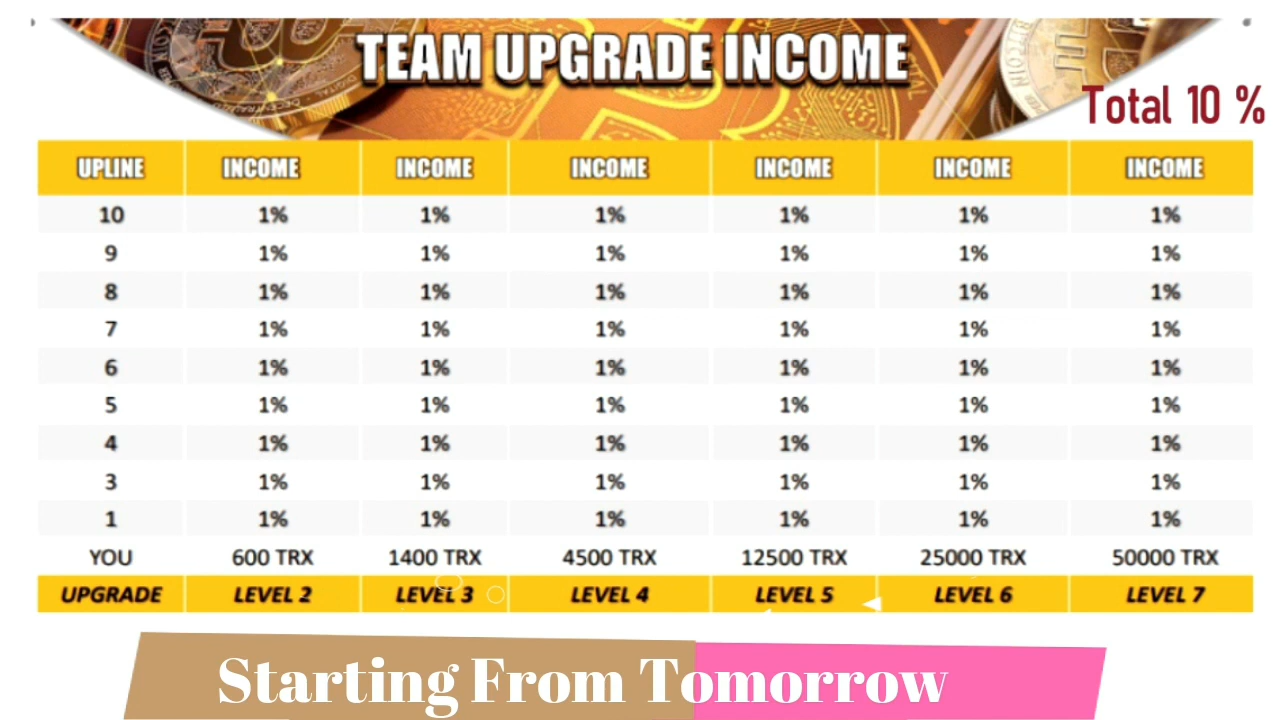 TEAM UPGRADE INCOME
Total 10 %
UPLINE INCOME INCOME INCOME INCOME INCOME INCOME
10 1% 1% 1% 1% 1% 1%
9 1% 1% 1% 1% 1% 1%
8 1% 1% 1% 1% 1% 1%
7 1% 1% 1% 1% 1% 1%
6 1% 1% 1% 1% 1% 1%
5 1% 1% 1% 1% 1% 1%
4 1% 1% 1% 1% 1% 1%
3 1% 1% 1% 1% 1% 1%
1 1% 1% 1% 1% 1% 1%
YOU 600 TRX 1400 TRX 4500 TRX 12500 TRX 25000 TRX 50000 TRX
UPGRADE LEVEL 2 LEVEL 3 LEVEL 4 LEVEL 5 LEVEL 6 LEVEL 7
Starting From Tomorrow